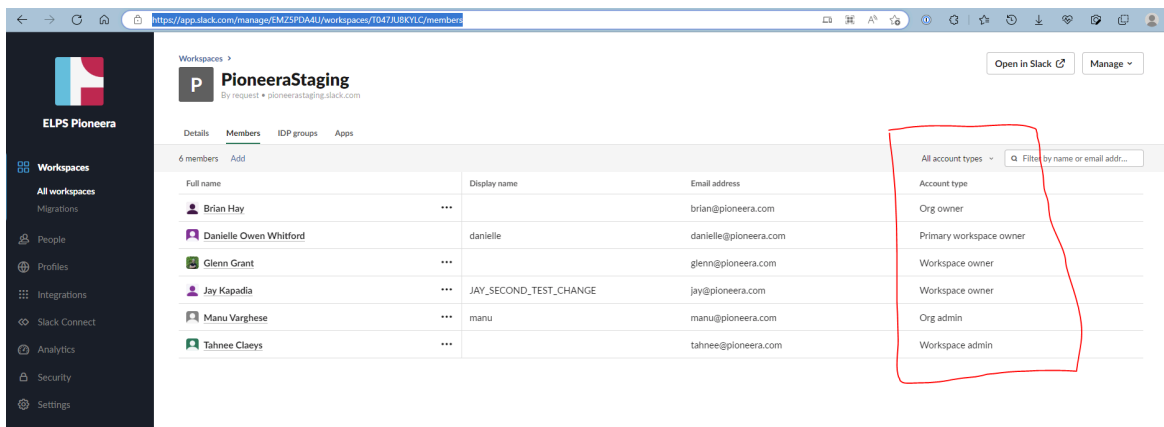 https://app.slack.com/manage/EMZ5PDA4U/workspaces/T047JU8KYLC/members
ELPS Pioneera
Workspaces
All workspaces
Migrations
People
Profiles
Integrations
Slack Connect
Analytics
Security
Settings
Workspaces >
P
PioneeraStaging
By request • pioneerastaging.slack.com
Open in Slack
Manage
Details Members IDP groups Apps
6 members Add
All account types
Filter by name or email addr...
Full name Display name Email address Account type
Brian Hay ••• brian@pioneera.com Org owner
Danielle Owen Whitford danielle danielle@pioneera.com Primary workspace owner
Glenn Grant ••• glenn@pioneera.com Workspace owner
Jay Kapadia ••• JAY_SECOND_TEST_CHANGE jay@pioneera.com Workspace owner
Manu Varghese ••• manu manu@pioneera.com Org admin
Tahnee Claeys ••• tahnee@pioneera.com Workspace admin